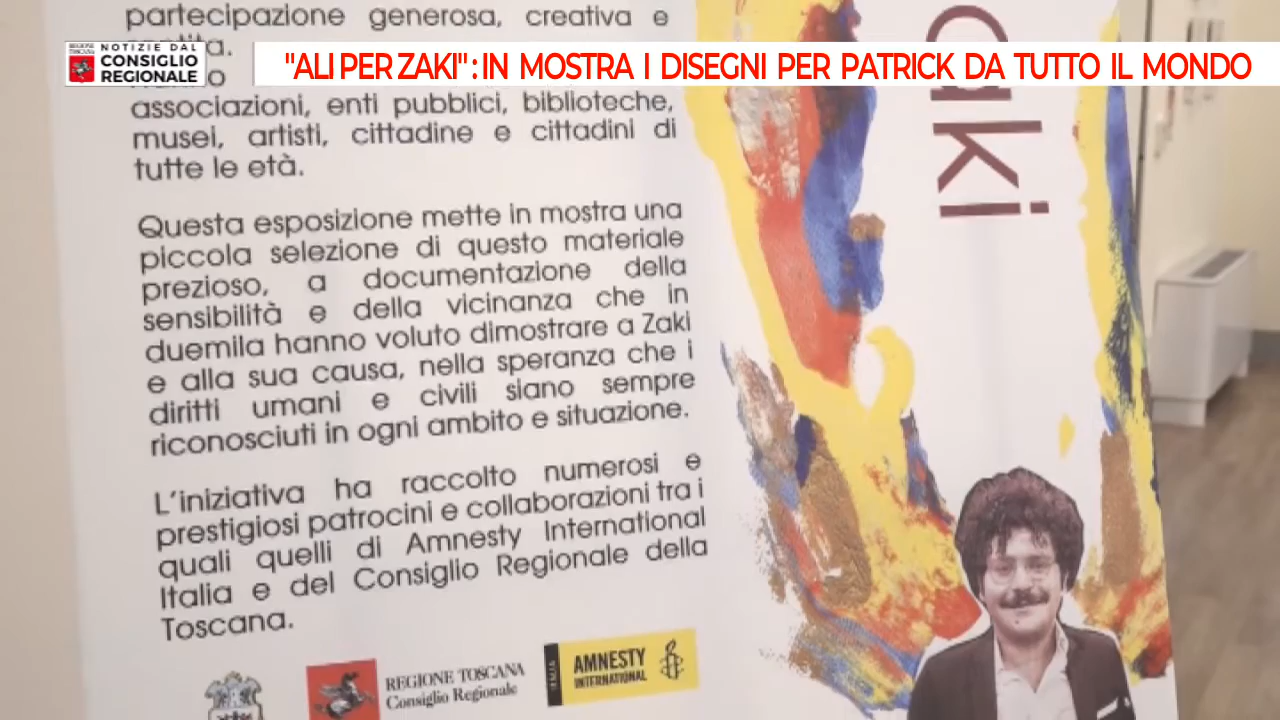 partecipazione generosa, creativa e
NOTIZIE DAL
CONSIGLIO
REGIONALE
"ALI PER ZAKI": IN MOSTRA I DISEGNI PER PATRICK DA TUTTO IL MONDO
associazioni, enti pubblici, biblioteche,
musei, artisti, cittadine e cittadini di
tutte le età.
Questa esposizione mette in mostra una
piccola selezione di questo materiale
prezioso, a documentazione della
sensibilità e della vicinanza che in
duemila hanno voluto dimostrare a Zaki
e alla sua causa, nella speranza che i
diritti umani e civili siano sempre
riconosciuti in ogni ambito e situazione.
L'iniziativa ha raccolto numerosi e
prestigiosi patrocini e collaborazioni tra i
quali quelli di Amnesty International
Italia e del Consiglio Regionale della
Toscana.
REGIONE TOSCANA
Consiglio Regionale
ITALIA
AMNESTY
INTERNATIONAL
aki